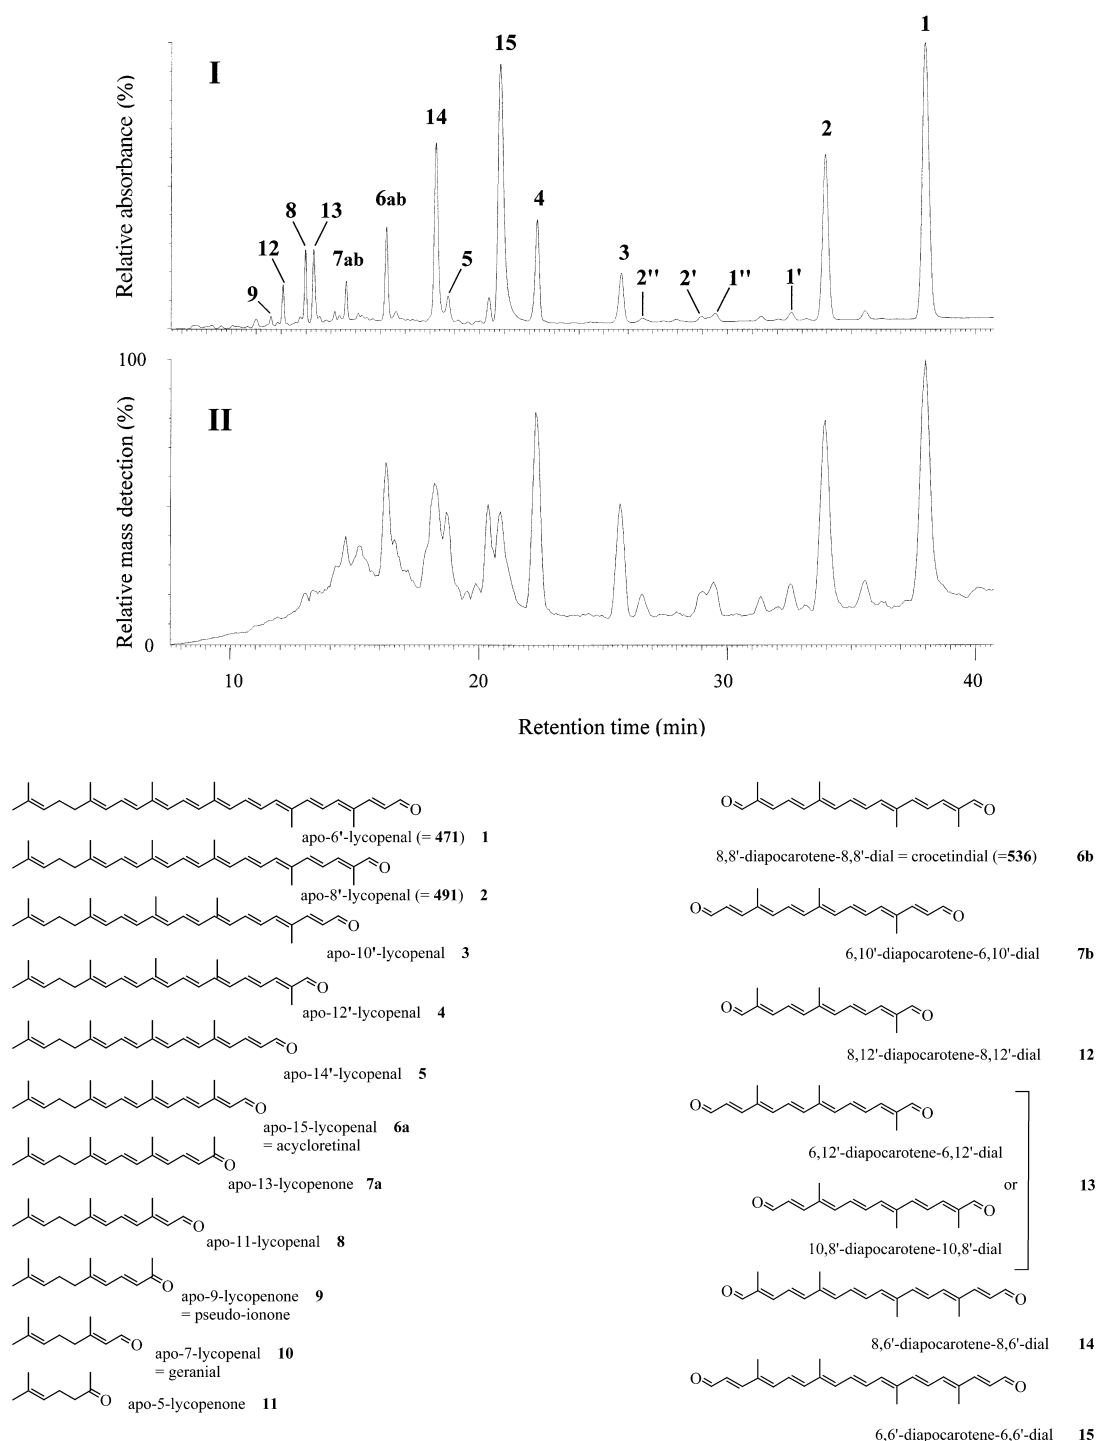 1
15
I
14
2
Relative absorbance (%)
6ab
4
8
13
12
7ab
5
3
9
2''
2'
1''
1'
100
II
Relative mass detection (%)
0
10
20
30
40
Retention time (min)
O
apo-6'-lycopenal (= 471) 1
O
apo-8'-lycopenal (= 491) 2
O
apo-10'-lycopenal 3
O
apo-12'-lycopenal 4
O
apo-14'-lycopenal 5
O
apo-15-lycopenal 6a
= acycloretinal
O
apo-13-lycopenone 7a
O
apo-11-lycopenal 8
O
apo-9-lycopenone 9
= pseudo-ionone
O
apo-7-lycopenal 10
= geranial
O
apo-5-lycopenone 11
O O
8,8'-diapocarotene-8,8'-dial = crocetindial (=536) 6b
O O
6,10'-diapocarotene-6,10'-dial 7b
O O
8,12'-diapocarotene-8,12'-dial 12
O O
6,12'-diapocarotene-6,12'-dial
or 13
O O
10,8'-diapocarotene-10,8'-dial
O O
8,6'-diapocarotene-8,6'-dial 14
O O
6,6'-diapocarotene-6,6'-dial 15